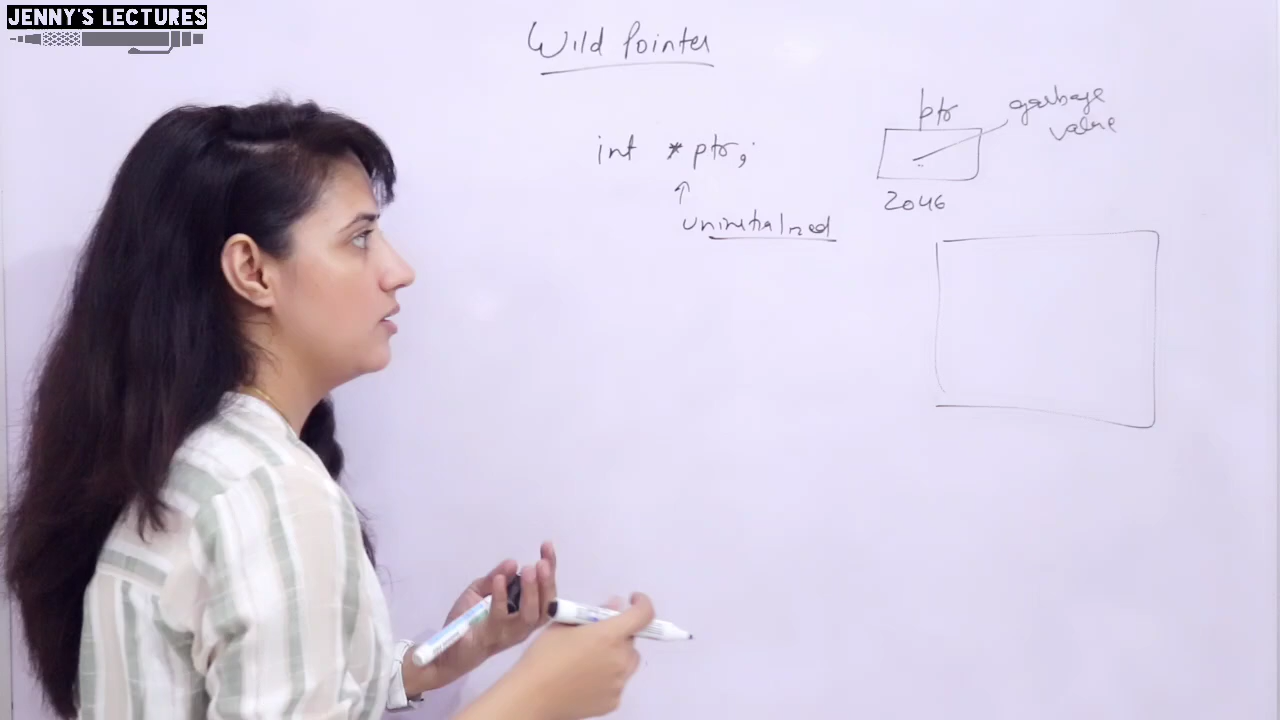 JENNY'S LECTURES
Wild Pointer
ptr
garbage
value
int *ptr;
2046
uninitialized